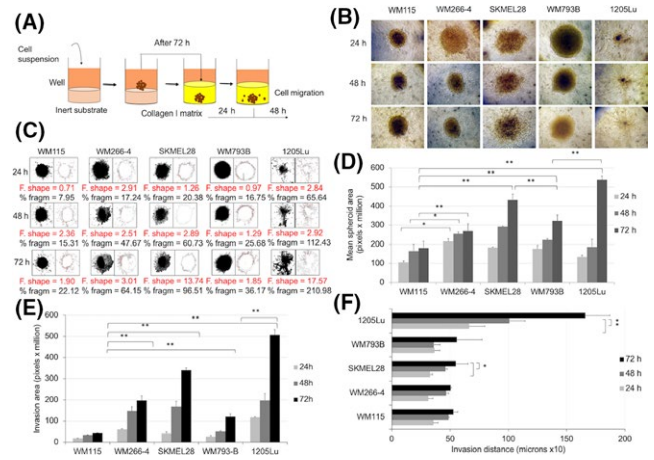 (A)
Cell
suspension
After 72 h
Well
Inert substrate
Collagen I matrix
24 h
48 h
Cell migration
(B)
WM115 WM266-4 SKMEL28 WM793B 1205Lu
24 h
48 h
72 h
(C)
WM115 WM266-4 SKMEL28 WM793B 1205Lu
24 h
F. shape = 0.71 F. shape = 2.91 F. shape = 1.26 F. shape = 0.97 F. shape = 2.84
% fragm = 7.95 % fragm = 17.24 % fragm = 20.38 % fragm = 16.75 % fragm = 65.64
48 h
F. shape = 2.36 F. shape = 2.51 F. shape = 2.89 F. shape = 1.29 F. shape = 2.92
% fragm = 15.31 % fragm = 47.67 % fragm = 60.73 % fragm = 25.68 % fragm = 112.43
72 h
F. shape = 1.90 F. shape = 3.01 F. shape = 13.74 F. shape = 1.85 F. shape = 17.57
% fragm = 22.12 % fragm = 64.15 % fragm = 96.51 % fragm = 36.17 % fragm = 210.98
(D)
Mean spheroid area
(pixels x million)
600
500
400
300
200
100
0
** ** ** ** ** ** * *
24 h
48 h
72 h
WM115 WM266-4 SKMEL28 WM793B 1205Lu
(E)
Invasion area (pixels x million)
600
500
400
300
200
100
0
** ** ** ** **
24h
48h
72h
WM115 WM266-4 SKMEL28 WM793-B 1205Lu
(F)
1205Lu
WM793B
SKMEL28
WM266-4
WM115
**
*
72 h
48 h
24 h
0 50 100 150 200
Invasion distance (microns x10)